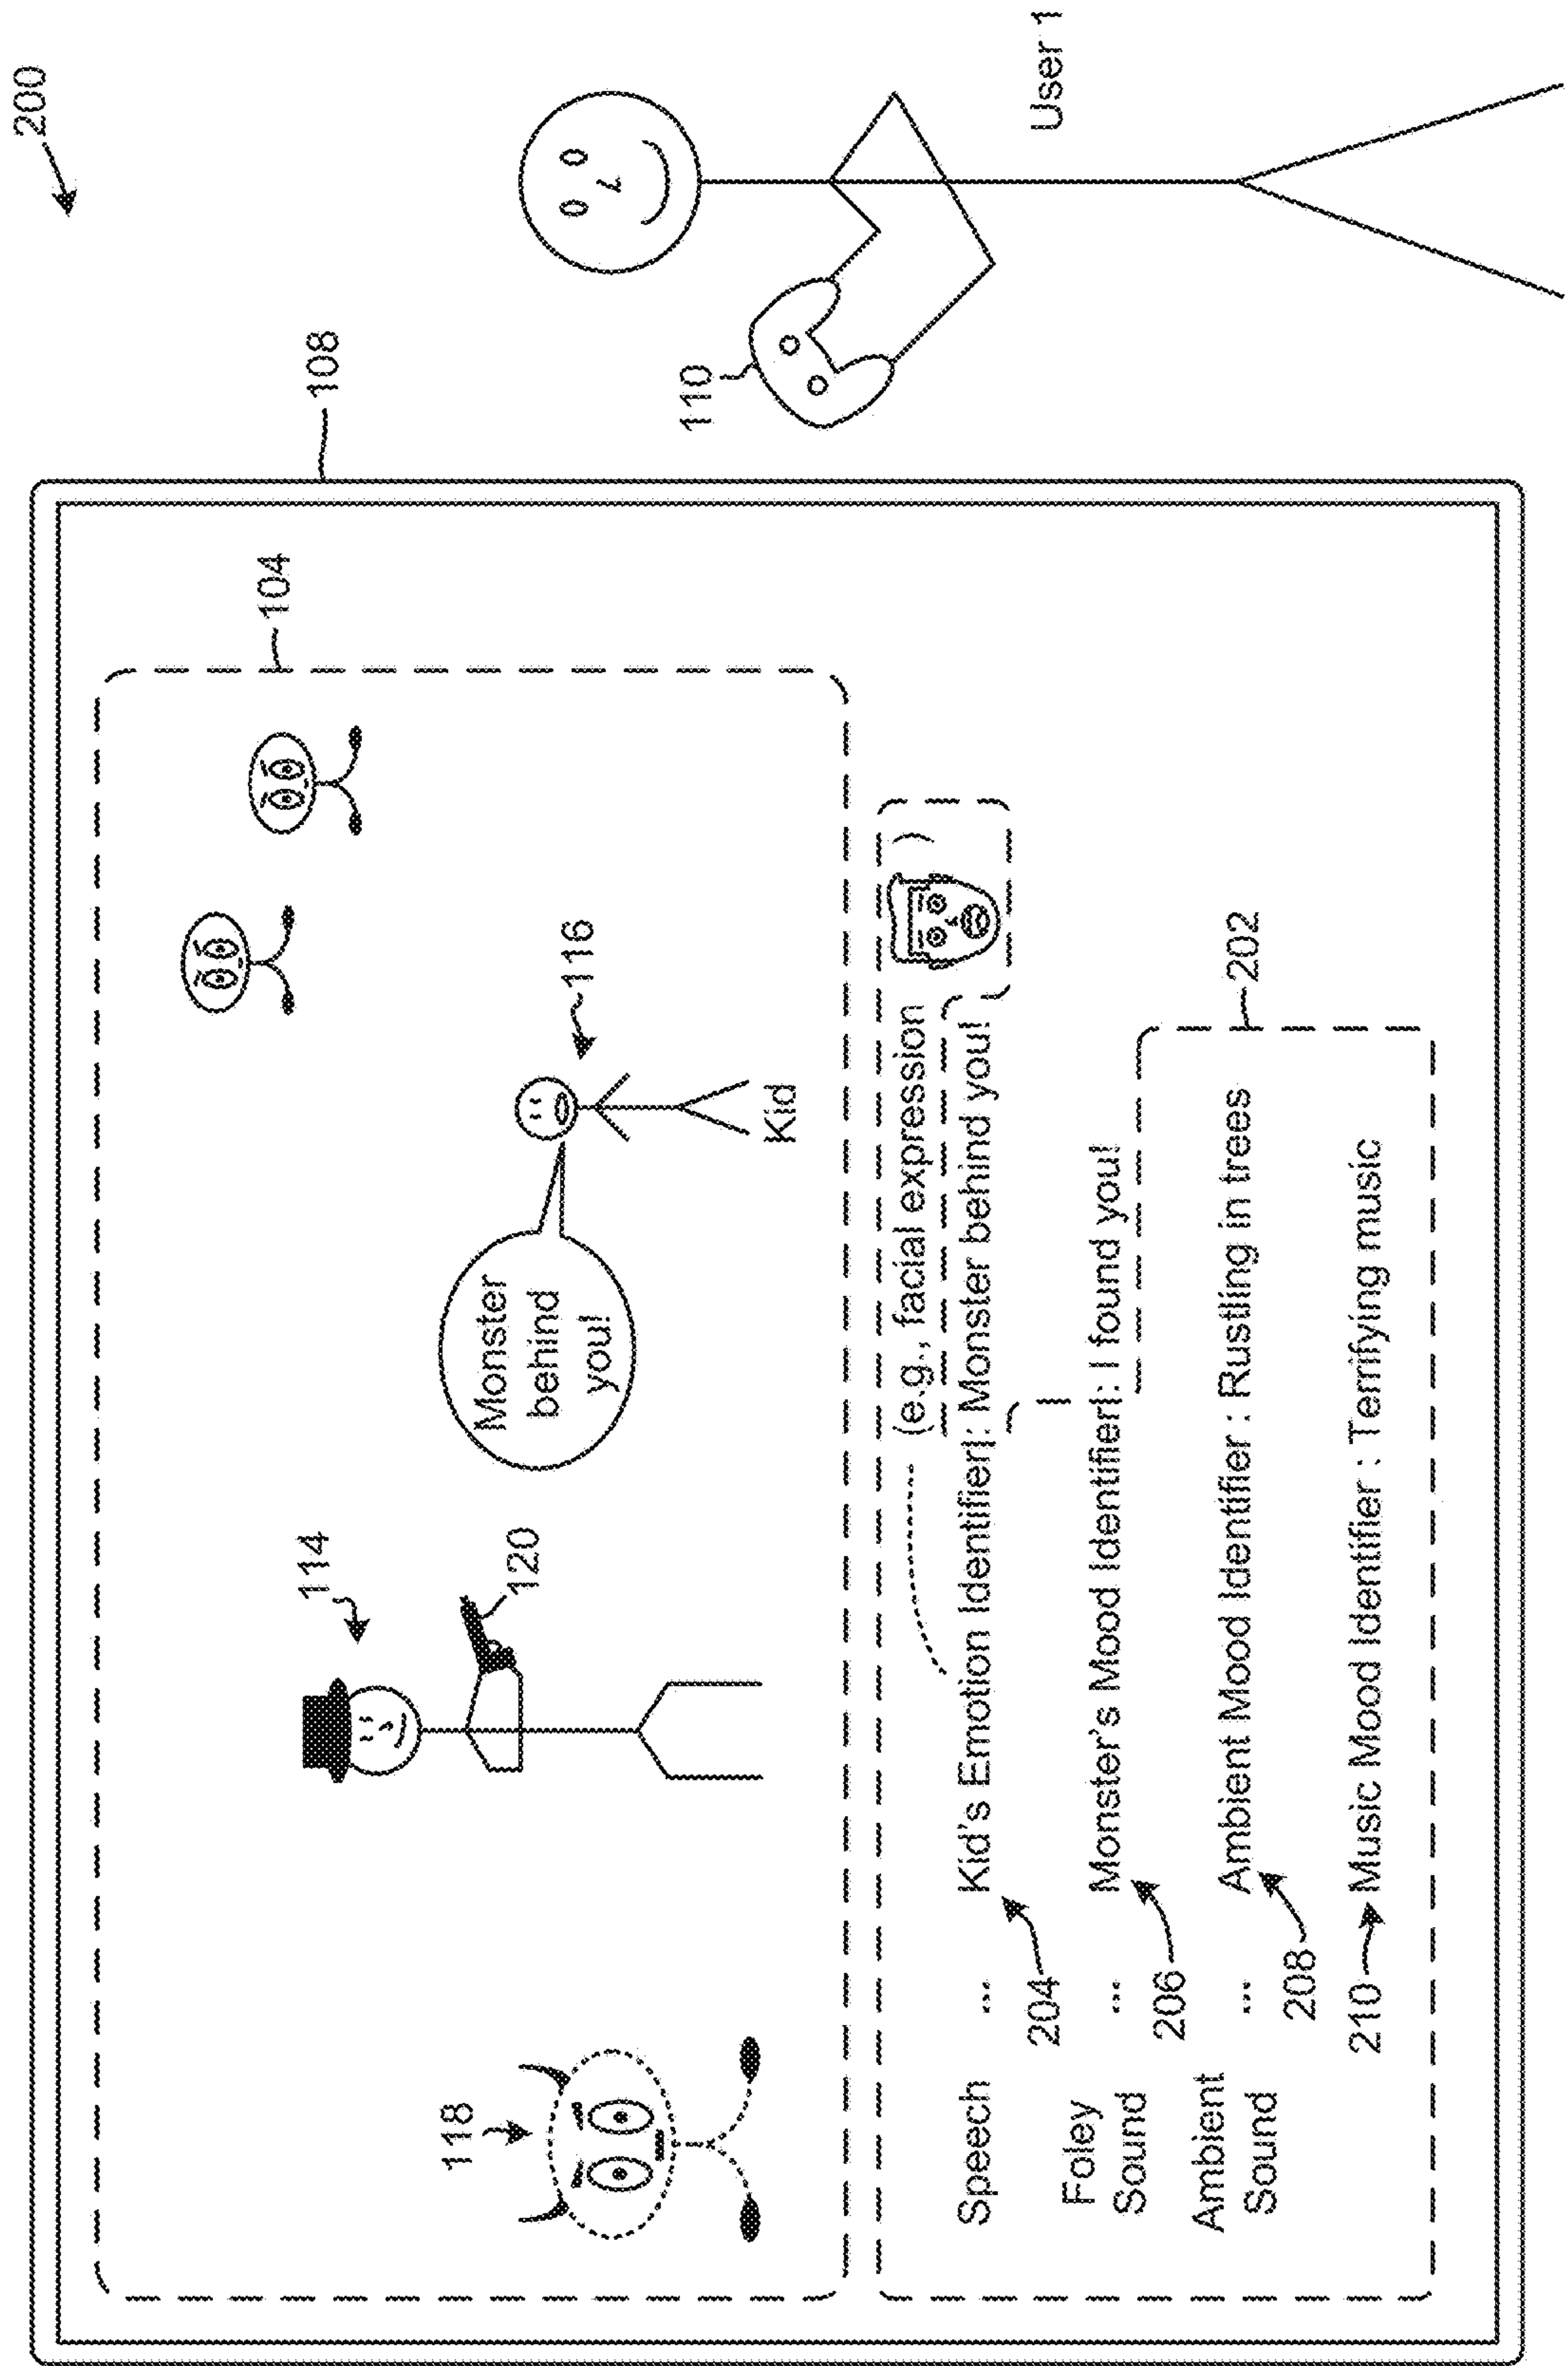 200
108
104
114
120
116
118
Monster
behind
you!
Kid
110
User 1
(e.g., facial expression )
Speech ... Kid's Emotion Identifier|: Monster behind you!
204
Foley
Sound ... Monster's Mood Identifier|: I found you!
206
202
Ambient
Sound ... Ambient Mood Identifier : Rustling in trees
208
210 Music Mood Identifier : Terrifying music